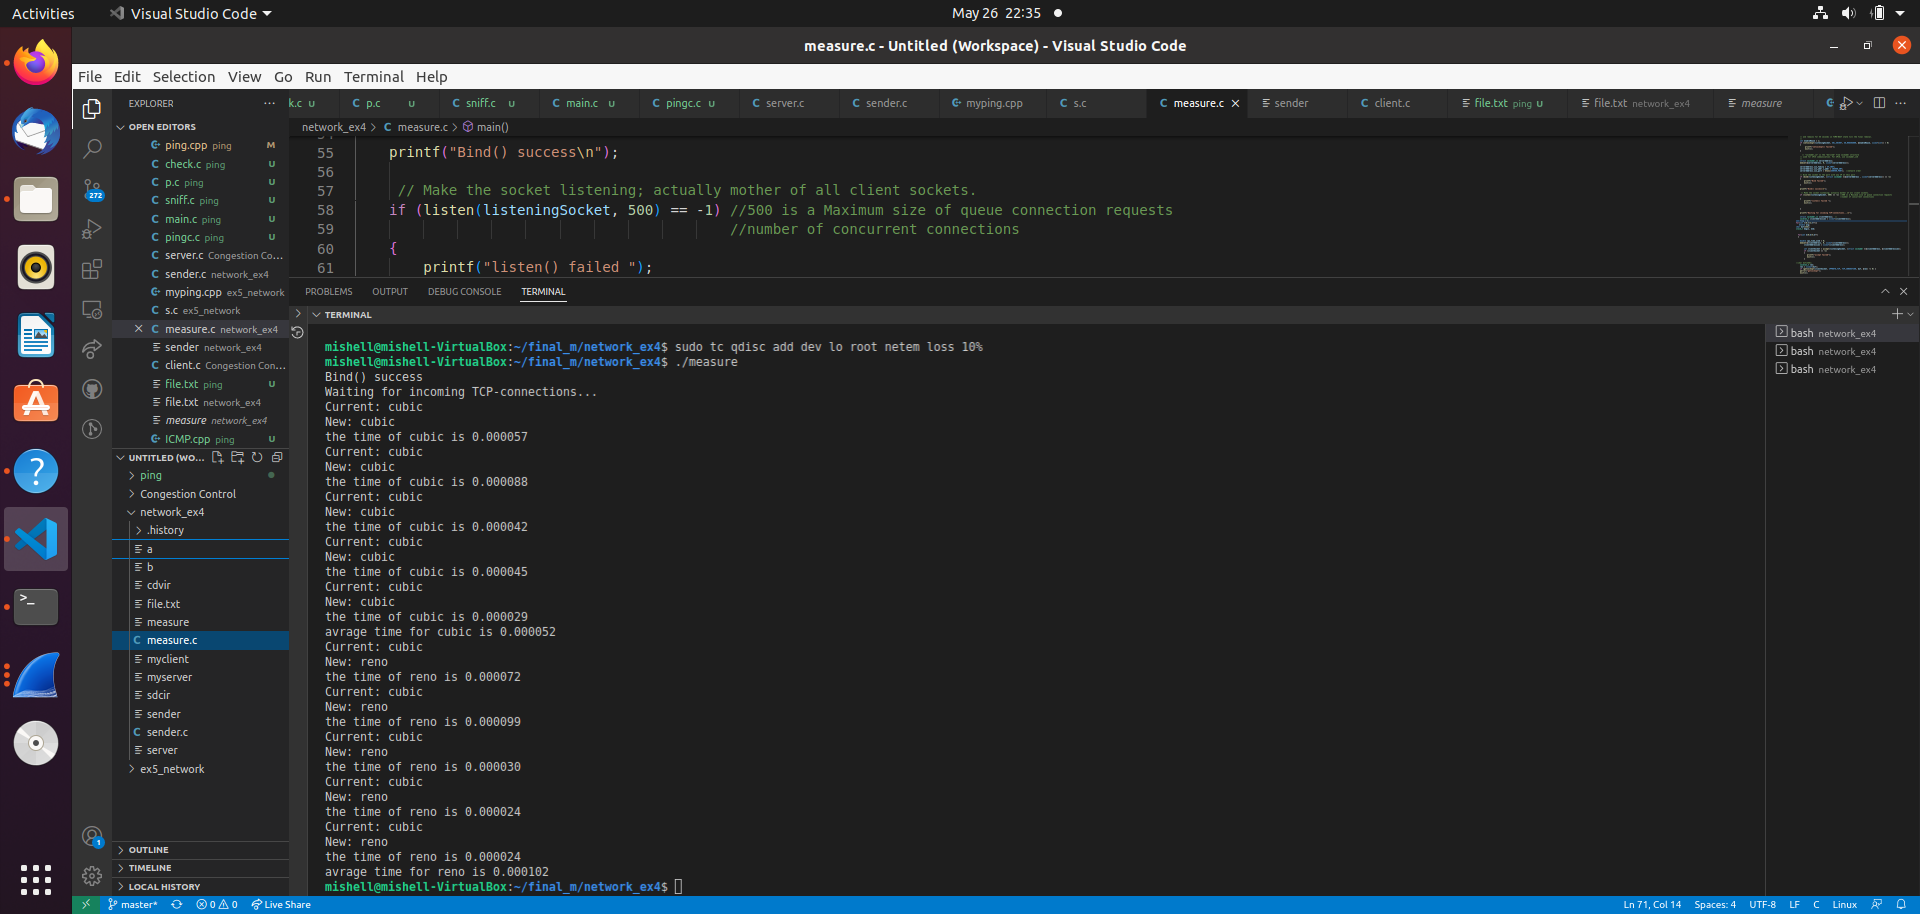 Activities
Visual Studio Code
May 26 22:35
measure.c - Untitled (Workspace) - Visual Studio Code
File Edit Selection View Go Run Terminal Help
EXPLORER
k.c U
C p.c U
C sniff.c U
C main.c U
C pingc.c U
C server.c
C sender.c
myping.cpp
C s.c
C measure.c
sender
C client.c
file.txt ping U
file.txt network_ex4
measure
OPEN EDITORS
ping.cpp ping M
C check.c ping U
C p.c ping U
C sniff.c ping U
C main.c ping U
C pingc.c ping U
C server.c Congestion Co...
C sender.c network_ex4
myping.cpp ex5_network
C s.c ex5_network
C measure.c network_ex4
sender network_ex4
C client.c Congestion Con...
file.txt ping U
file.txt network_ex4
measure network_ex4
ICMP.cpp ping U
272
UNTITLED (WO...
ping
Congestion Control
network_ex4
.history
a
b
cdvir
file.txt
measure
C measure.c
myclient
myserver
sdcir
sender
C sender.c
server
ex5_network
OUTLINE
TIMELINE
LOCAL HISTORY
1
network_ex4 > C measure.c > main()
55 printf("Bind() success\n");
56
57 // Make the socket listening; actually mother of all client sockets.
58 if (listen(listeningSocket, 500) == -1) //500 is a Maximum size of queue connection requests
59 //number of concurrent connections
60 {
61 printf("listen() failed ");
PROBLEMS OUTPUT DEBUG CONSOLE TERMINAL
TERMINAL
mishell@mishell-VirtualBox:~/final_m/network_ex4$ sudo tc qdisc add dev lo root netem loss 10%
mishell@mishell-VirtualBox:~/final_m/network_ex4$ ./measure
Bind() success
Waiting for incoming TCP-connections...
Current: cubic
New: cubic
the time of cubic is 0.000057
Current: cubic
New: cubic
the time of cubic is 0.000088
Current: cubic
New: cubic
the time of cubic is 0.000042
Current: cubic
New: cubic
the time of cubic is 0.000045
Current: cubic
New: cubic
the time of cubic is 0.000029
avrage time for cubic is 0.000052
Current: cubic
New: reno
the time of reno is 0.000072
Current: cubic
New: reno
the time of reno is 0.000099
Current: cubic
New: reno
the time of reno is 0.000030
Current: cubic
New: reno
the time of reno is 0.000024
Current: cubic
New: reno
the time of reno is 0.000024
avrage time for reno is 0.000102
mishell@mishell-VirtualBox:~/final_m/network_ex4$
bash network_ex4
bash network_ex4
bash network_ex4
master* 0 0 Live Share
Ln 71, Col 14 Spaces: 4 UTF-8 LF C Linux